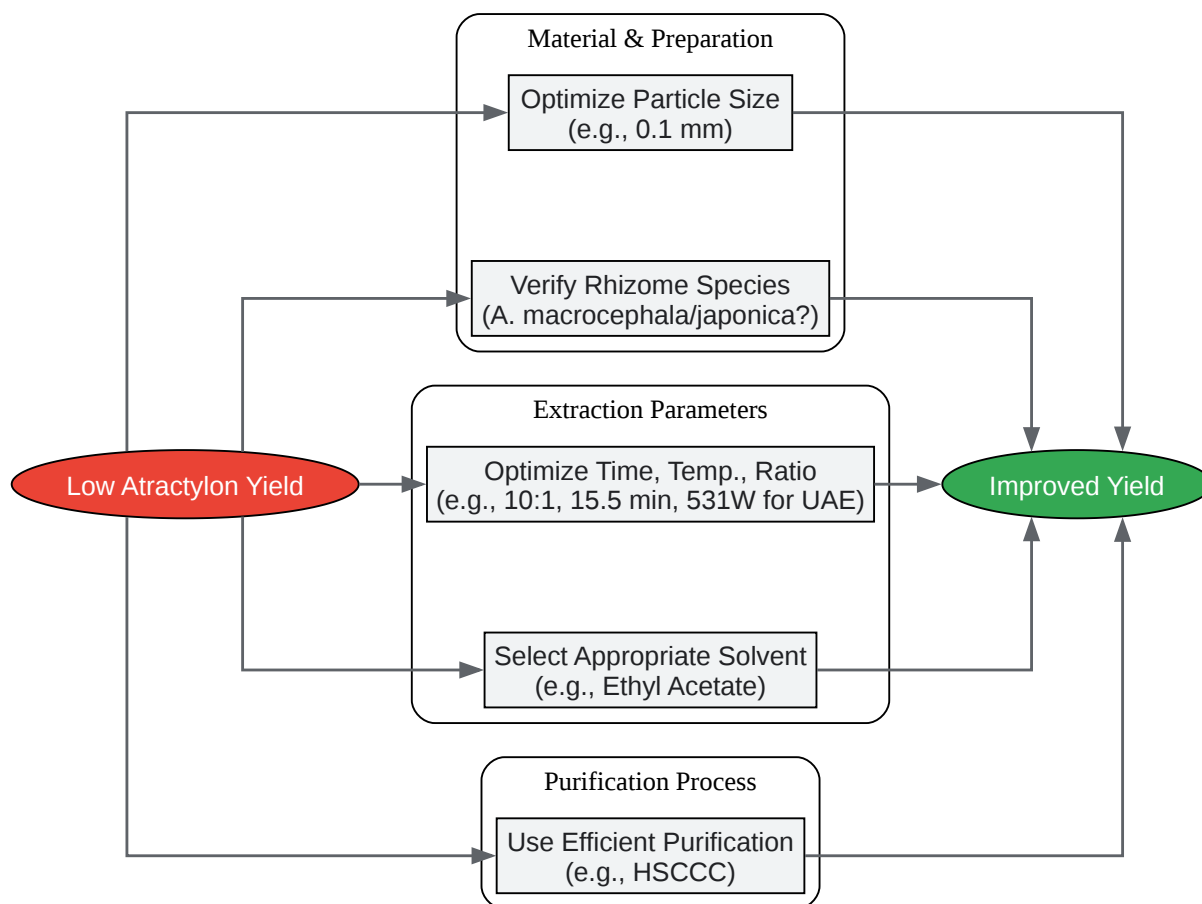 Material & Preparation
Optimize Particle Size
(e.g., 0.1 mm)
Verify Rhizome Species
(A. macrocephala/japonica?)
Extraction Parameters
Low Atractylon Yield
Optimize Time, Temp., Ratio
(e.g., 10:1, 15.5 min, 531W for UAE)
Improved Yield
Select Appropriate Solvent
(e.g., Ethyl Acetate)
Purification Process
Use Efficient Purification
(e.g., HSCCC)